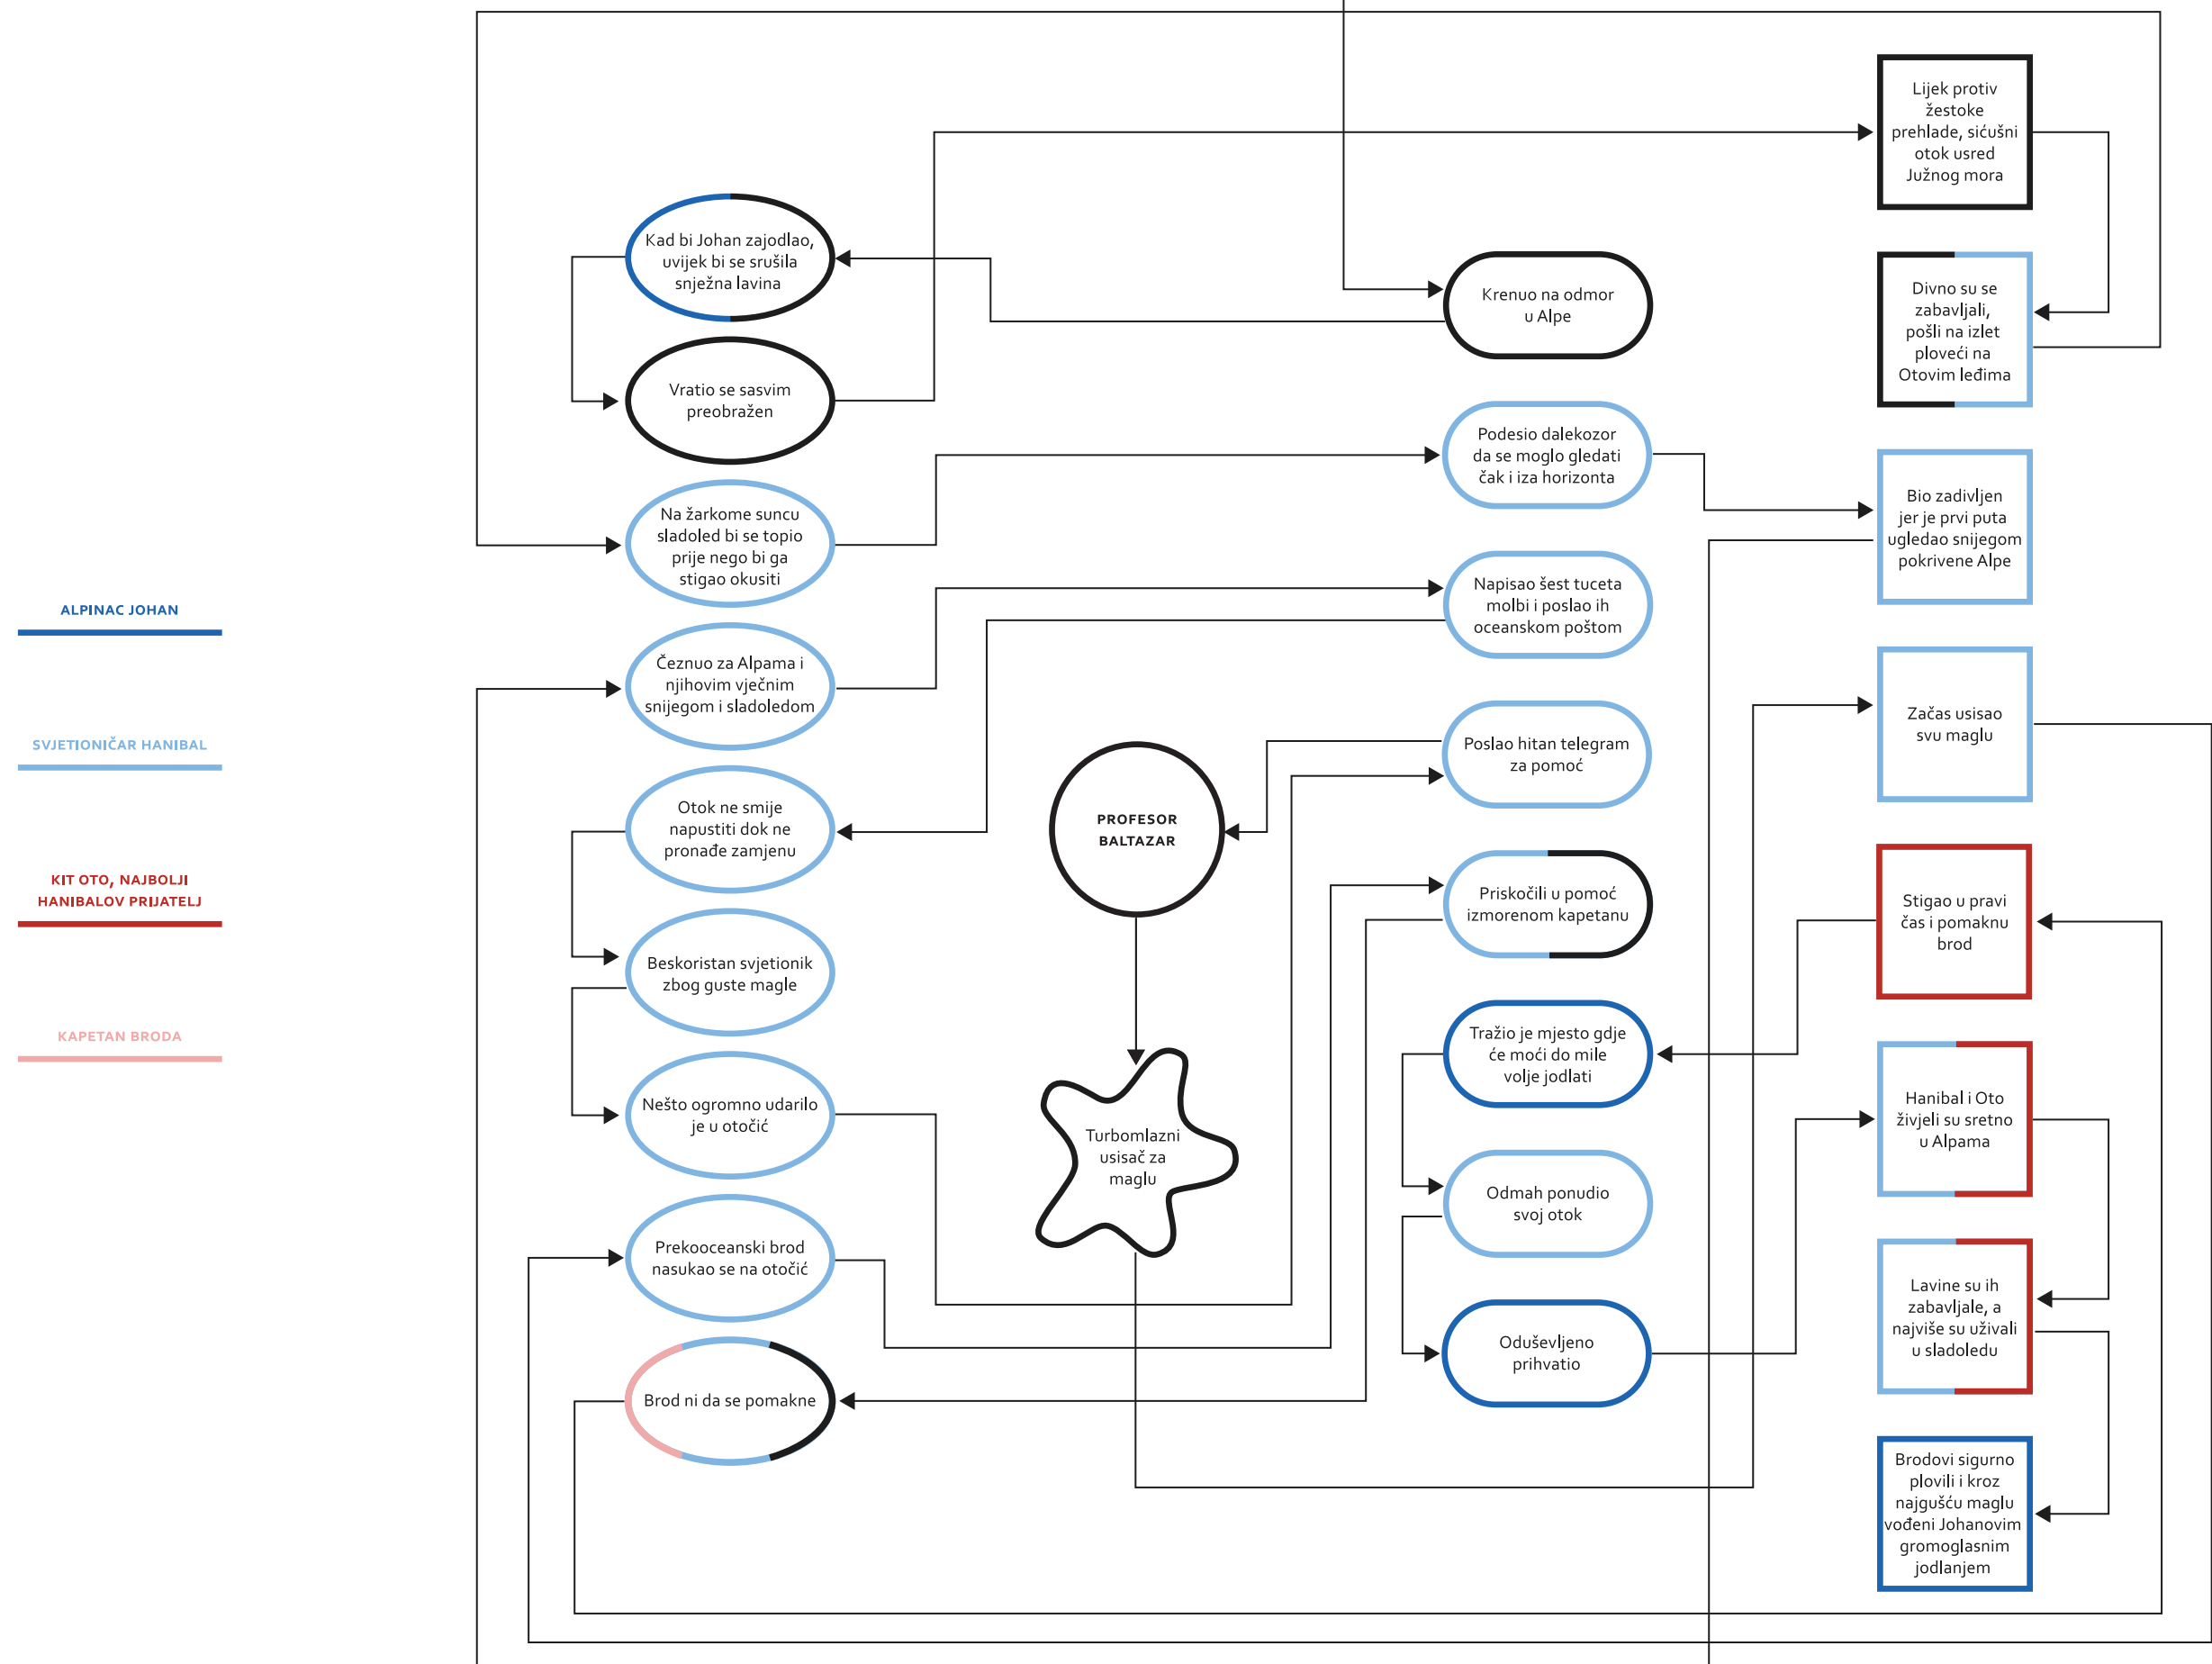 ALPINAC JOHAN
SVJETIONIČAR HANIBAL
KIT OTO, NAJBOLJI
HANIBALOV PRIJATELJ
KAPETAN BRODA
Kad bi Johan zajodlao,
uvijek bi se srušila
snježna lavina
Vratio se sasvim
preobražen
Na žarkome suncu
sladoled bi se topio
prije nego bi ga
stigao okusiti
Čeznuo za Alpama i
njihovim vječnim
snijegom i sladoledom
Otok ne smije
napustiti dok ne
pronađe zamjenu
Beskoristan svjetionik
zbog guste magle
Nešto ogromno udarilo
je u otočić
Prekooceanski brod
nasukao se na otočić
Brod ni da se pomakne
PROFESOR
BALTAZAR
Turbomlazni
usisač za
maglu
Krenuo na odmor
u Alpe
Podesio dalekozor
da se moglo gledati
čak i iza horizonta
Napisao šest tuceta
molbi i poslao ih
oceanskom poštom
Poslao hitan telegram
za pomoć
Priskočili u pomoć
izmorenom kapetanu
Tražio je mjesto gdje
će moći do mile
volje jodlati
Odmah ponudio
svoj otok
Oduševljeno
prihvatio
Lijek protiv
žestoke
prehlade, sićušni
otok usred
Južnog mora
Divno su se
zabavljali,
pošli na izlet
ploveći na
Otovim leđima
Bio zadivljen
jer je prvi puta
ugledao snijegom
pokrivene Alpe
Začas usisao
svu maglu
Stigao u pravi
čas i pomaknu
brod
Hanibal i Oto
živjeli su sretno
u Alpama
Lavine su ih
zabavljale, a
najviše su uživali
u sladoledu
Brodovi sigurno
plovili i kroz
najgušću maglu
vođeni Johanovim
gromoglasnim
jodlanjem